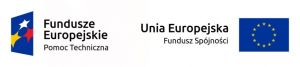 Fundusze
Europejskie
Pomoc Techniczna
Unia Europejska
Fundusz Spójności